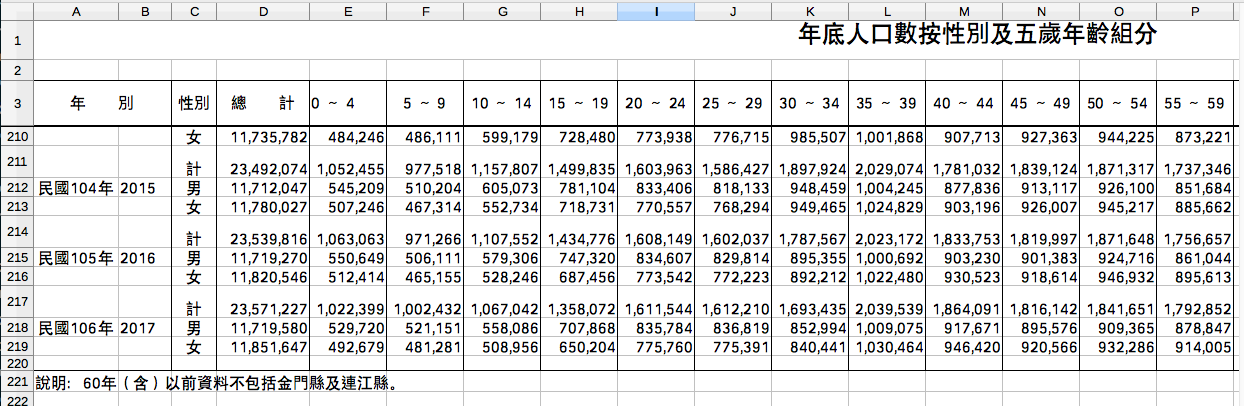 A B C D E F G H I J K L M N O P
1 年底人口數按性別及五歲年齡組分
2
3 年 別 性別 總 計 0 ~ 4 5 ~ 9 10 ~ 14 15 ~ 19 20 ~ 24 25 ~ 29 30 ~ 34 35 ~ 39 40 ~ 44 45 ~ 49 50 ~ 54 55 ~ 59
210 女 11,735,782 484,246 486,111 599,179 728,480 773,938 776,715 985,507 1,001,868 907,713 927,363 944,225 873,221
211 計 23,492,074 1,052,455 977,518 1,157,807 1,499,835 1,603,963 1,586,427 1,897,924 2,029,074 1,781,032 1,839,124 1,871,317 1,737,346
212 民國104年 2015 男 11,712,047 545,209 510,204 605,073 781,104 833,406 818,133 948,459 1,004,245 877,836 913,117 926,100 851,684
213 女 11,780,027 507,246 467,314 552,734 718,731 770,557 768,294 949,465 1,024,829 903,196 926,007 945,217 885,662
214 計 23,539,816 1,063,063 971,266 1,107,552 1,434,776 1,608,149 1,602,037 1,787,567 2,023,172 1,833,753 1,819,997 1,871,648 1,756,657
215 民國105年 2016 男 11,719,270 550,649 506,111 579,306 747,320 834,607 829,814 895,355 1,000,692 903,230 901,383 924,716 861,044
216 女 11,820,546 512,414 465,155 528,246 687,456 773,542 772,223 892,212 1,022,480 930,523 918,614 946,932 895,613
217 計 23,571,227 1,022,399 1,002,432 1,067,042 1,358,072 1,611,544 1,612,210 1,693,435 2,039,539 1,864,091 1,816,142 1,841,651 1,792,852
218 民國106年 2017 男 11,719,580 529,720 521,151 558,086 707,868 835,784 836,819 852,994 1,009,075 917,671 895,576 909,365 878,847
219 女 11,851,647 492,679 481,281 508,956 650,204 775,760 775,391 840,441 1,030,464 946,420 920,566 932,286 914,005
220
221 說明: 60年(含)以前資料不包括金門縣及連江縣。
222